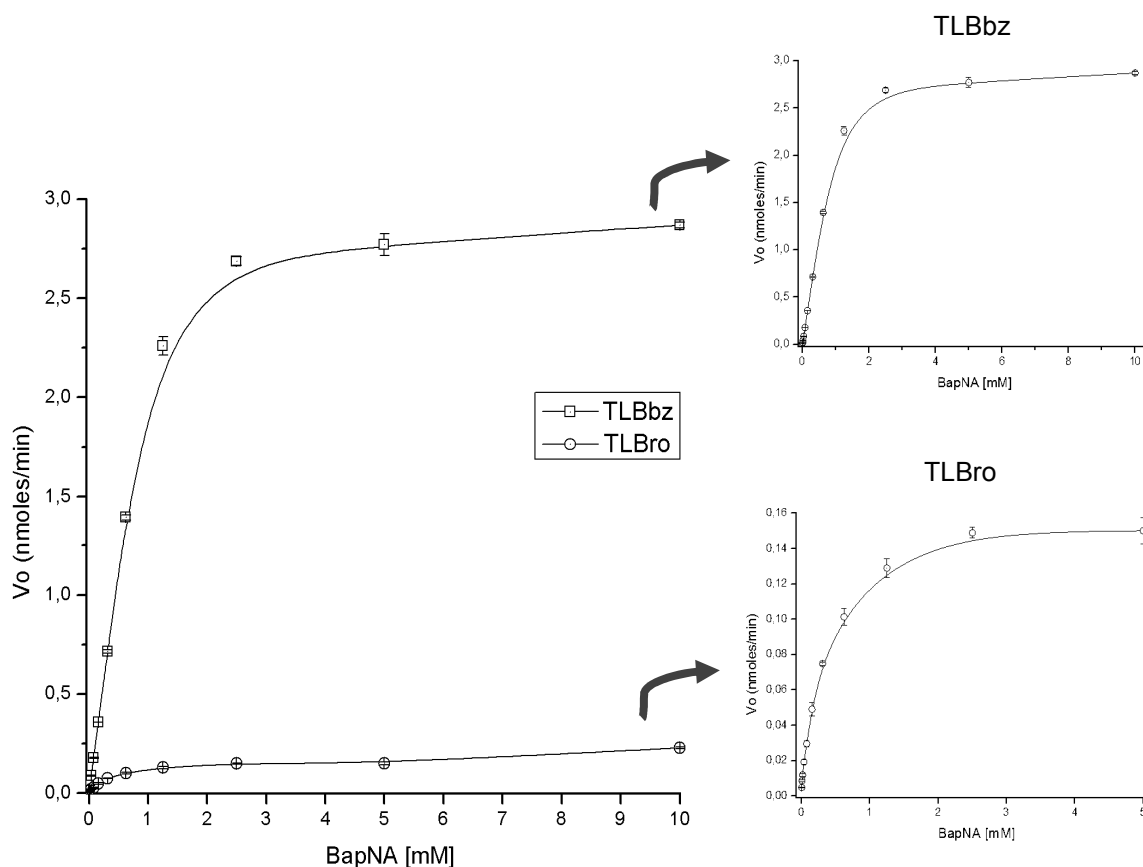 Vo (nmoles/min)
3,0
2,5
2,0
1,5
1,0
0,5
0,0
0 1 2 3 4 5 6 7 8 9 10
BapNA [mM]
TLBbz
TLBro
TLBbz
Vo (nmoles/min)
3,0
2,5
2,0
1,5
1,0
0,5
0,0
0 2 4 6 8 10
BapNA [mM]
TLBro
Vo (nmoles/min)
0,16
0,14
0,12
0,10
0,08
0,06
0,04
0,02
0,00
0 1 2 3 4 5
BapNA [mM]